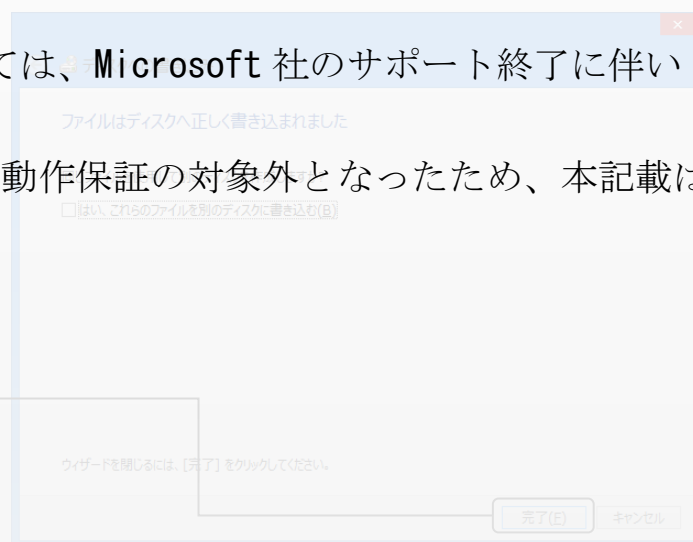 ては、Microsoft 社のサポート終了に伴い
ファイルはディスクへ正しく書き込まれました
動作保証の対象外となったため、本記載は
はい、これらのファイルを別のディスクに書き込む(B)
ウィザードを閉じるには、[完了] をクリックしてください。
完了(F)
キャンセル